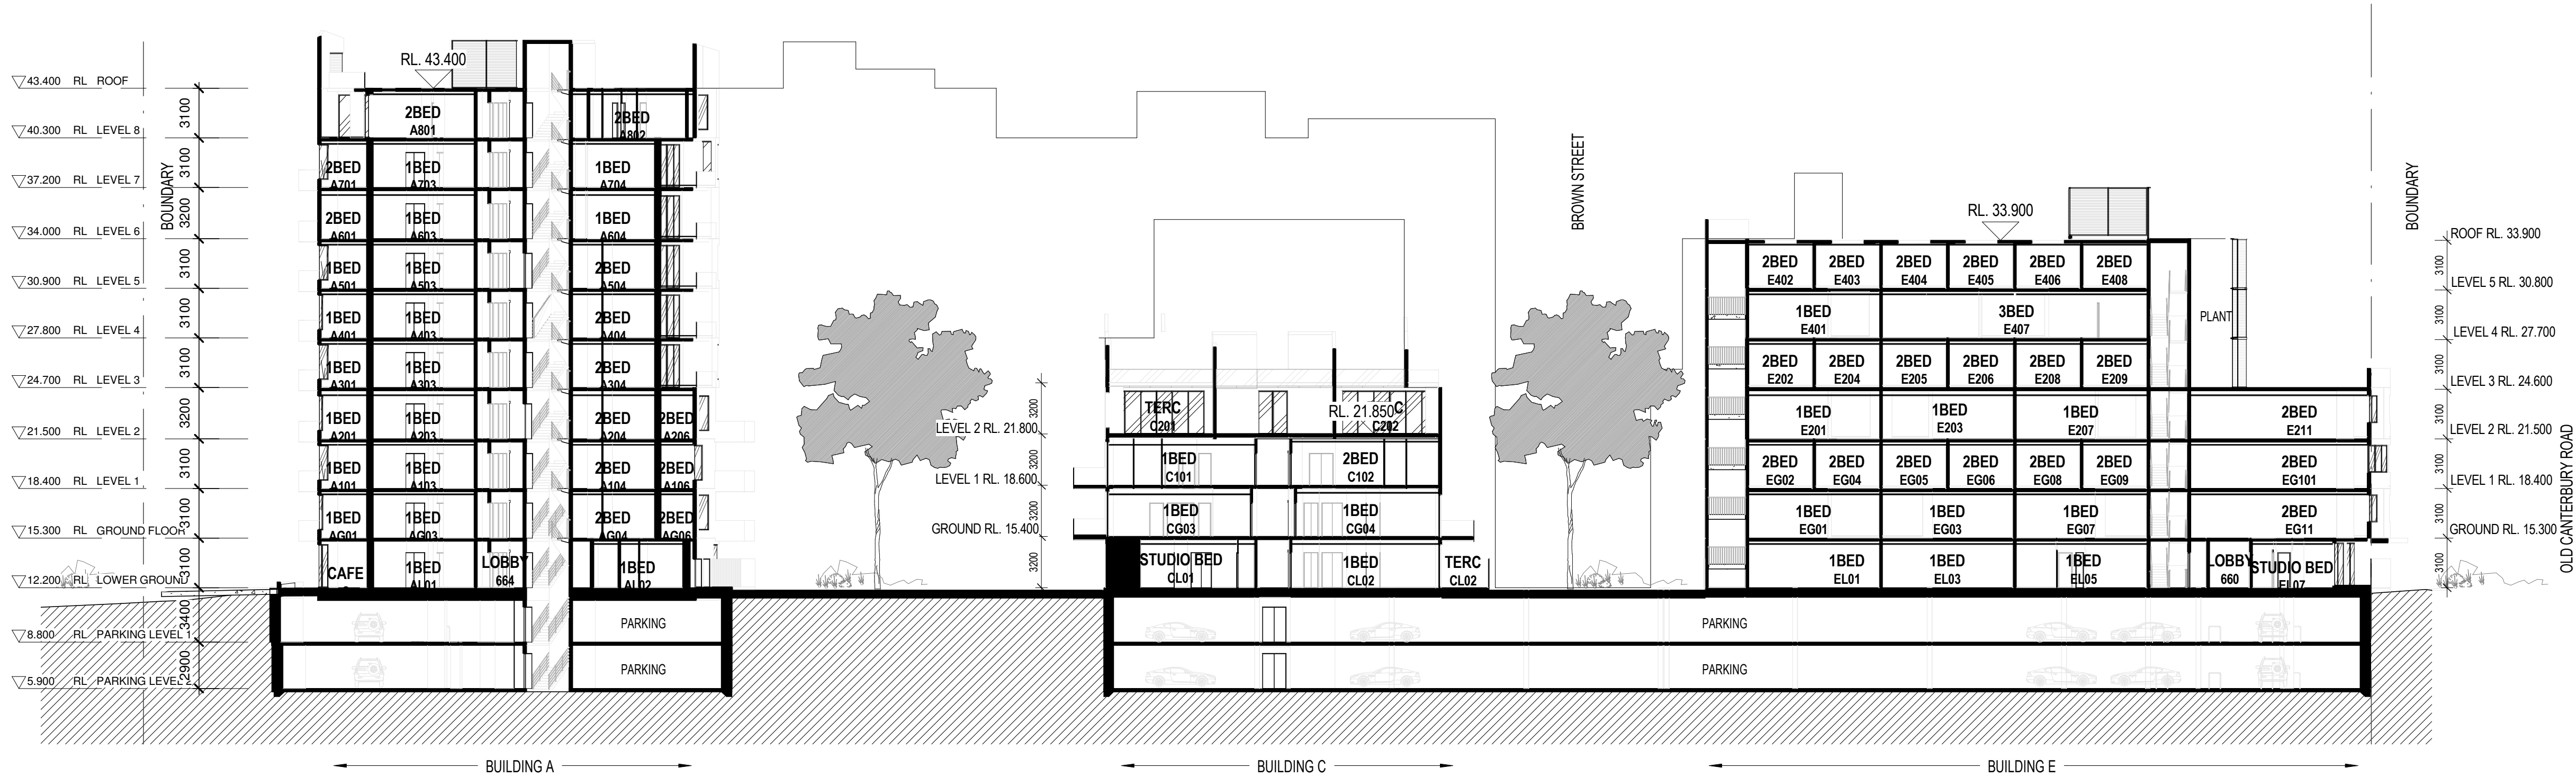 43.400 RL ROOF
3100
40.300 RL LEVEL 8
3100
37.200 RL LEVEL 7
3200
34.000 RL LEVEL 6
3100
30.900 RL LEVEL 5
3100
27.800 RL LEVEL 4
3100
24.700 RL LEVEL 3
3200
21.500 RL LEVEL 2
3100
18.400 RL LEVEL 1
3100
15.300 RL GROUND FLOOR
3100
12.200 RL LOWER GROUND
3400
8.800 RL PARKING LEVEL 1
2900
5.900 RL PARKING LEVEL 2
BOUNDARY
RL. 43.400
2BED
A801
2BED
A802
2BED
A701
1BED
A703
1BED
A704
2BED
A601
1BED
A603
1BED
A604
1BED
A501
1BED
A503
2BED
A504
1BED
A401
1BED
A403
2BED
A404
1BED
A301
1BED
A303
2BED
A304
1BED
A201
1BED
A203
2BED
A204
2BED
A206
1BED
A101
1BED
A103
2BED
A104
2BED
A106
1BED
AG01
1BED
AG03
2BED
AG04
2BED
AG06
CAFE
1BED
AL01
LOBBY
664
1BED
AL02
PARKING
PARKING
BUILDING A
LEVEL 2 RL. 21.800
LEVEL 1 RL. 18.600
GROUND RL. 15.400
3200
3200
3200
3200
TERC
C201
RL. 21.850
C
C202
1BED
C101
2BED
C102
1BED
CG03
1BED
CG04
STUDIO BED
CL01
1BED
CL02
TERC
CL02
BUILDING C
BROWN STREET
PARKING
PARKING
RL. 33.900
2BED
E402
2BED
E403
2BED
E404
2BED
E405
2BED
E406
2BED
E408
1BED
E401
3BED
E407
PLANT
2BED
E202
2BED
E204
2BED
E205
2BED
E206
2BED
E208
2BED
E209
1BED
E201
1BED
E203
1BED
E207
2BED
E211
2BED
EG02
2BED
EG04
2BED
EG05
2BED
EG06
2BED
EG08
2BED
EG09
2BED
EG101
1BED
EG01
1BED
EG03
1BED
EG07
2BED
EG11
1BED
EL01
1BED
EL03
1BED
EL05
LOBBY
660
STUDIO BED
EL07
BUILDING E
BOUNDARY
ROOF RL. 33.900
3100
LEVEL 5 RL. 30.800
3100
LEVEL 4 RL. 27.700
3100
LEVEL 3 RL. 24.600
3100
LEVEL 2 RL. 21.500
3100
LEVEL 1 RL. 18.400
3100
GROUND RL. 15.300
3100
OLD CANTERBURY ROAD